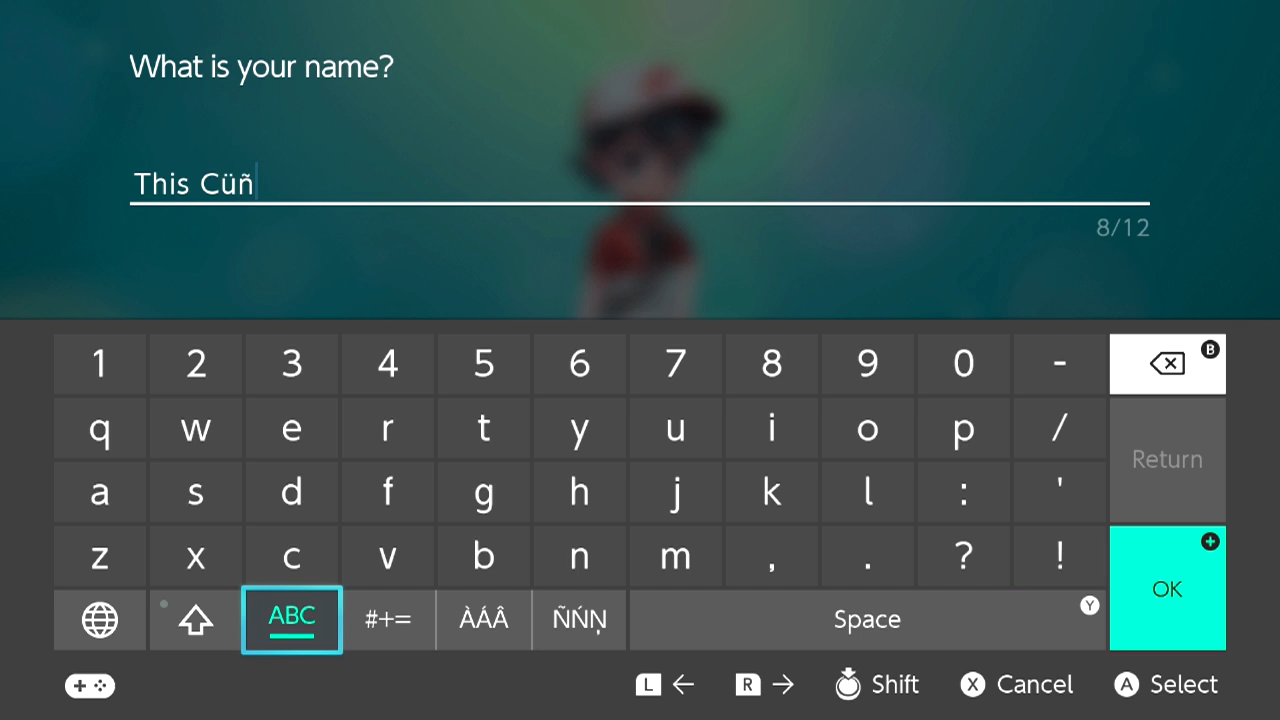 What is your name?
This Cüñ
8/12
1 2 3 4 5 6 7 8 9 0 -
B
q w e r t y u i o p /
Return
a s d f g h j k l : '
z x c v b n m , . ? !
OK
ABC #+= ÀÁÂ ÑŃŅ Space Y
L ← R → Shift X Cancel A Select